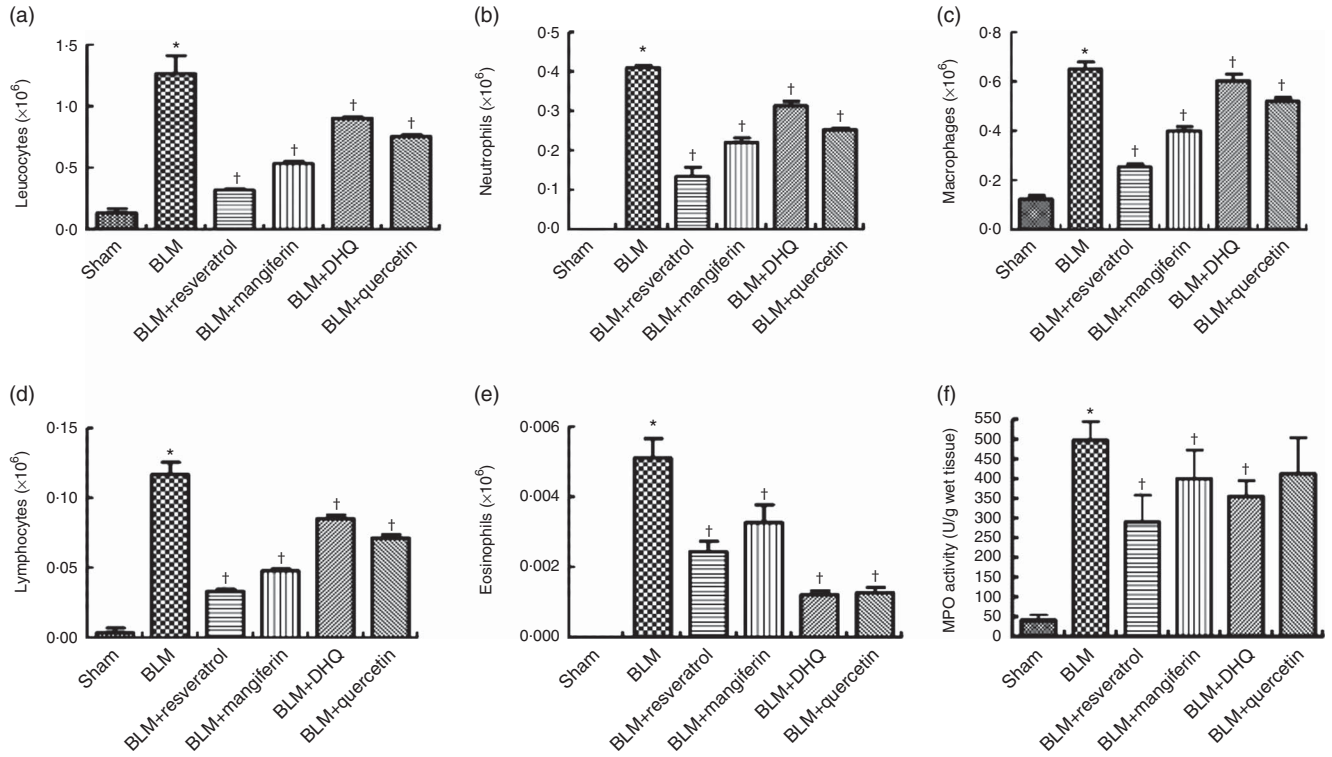 (a)
Leucocytes (×10⁶)
1·5
1·0
0·5
0·0
*
†
†
†
†
Sham
BLM
BLM+resveratrol
BLM+mangiferin
BLM+DHQ
BLM+quercetin
(b)
Neutrophils (×10⁶)
0·5
0·4
0·3
0·2
0·1
0·0
*
†
†
†
†
Sham
BLM
BLM+resveratrol
BLM+mangiferin
BLM+DHQ
BLM+quercetin
(c)
Macrophages (×10⁶)
0·8
0·6
0·4
0·2
0·0
*
†
†
†
†
Sham
BLM
BLM+resveratrol
BLM+mangiferin
BLM+DHQ
BLM+quercetin
(d)
Lymphocytes (×10⁶)
0·15
0·10
0·05
0·00
*
†
†
†
†
Sham
BLM
BLM+resveratrol
BLM+mangiferin
BLM+DHQ
BLM+quercetin
(e)
Eosinophils (×10⁶)
0·006
0·004
0·002
0·000
*
†
†
†
†
Sham
BLM
BLM+resveratrol
BLM+mangiferin
BLM+DHQ
BLM+quercetin
(f)
MPO activity (U/g wet tissue)
550
500
450
400
350
300
250
200
150
100
50
0
*
†
†
†
Sham
BLM
BLM+resveratrol
BLM+mangiferin
BLM+DHQ
BLM+quercetin